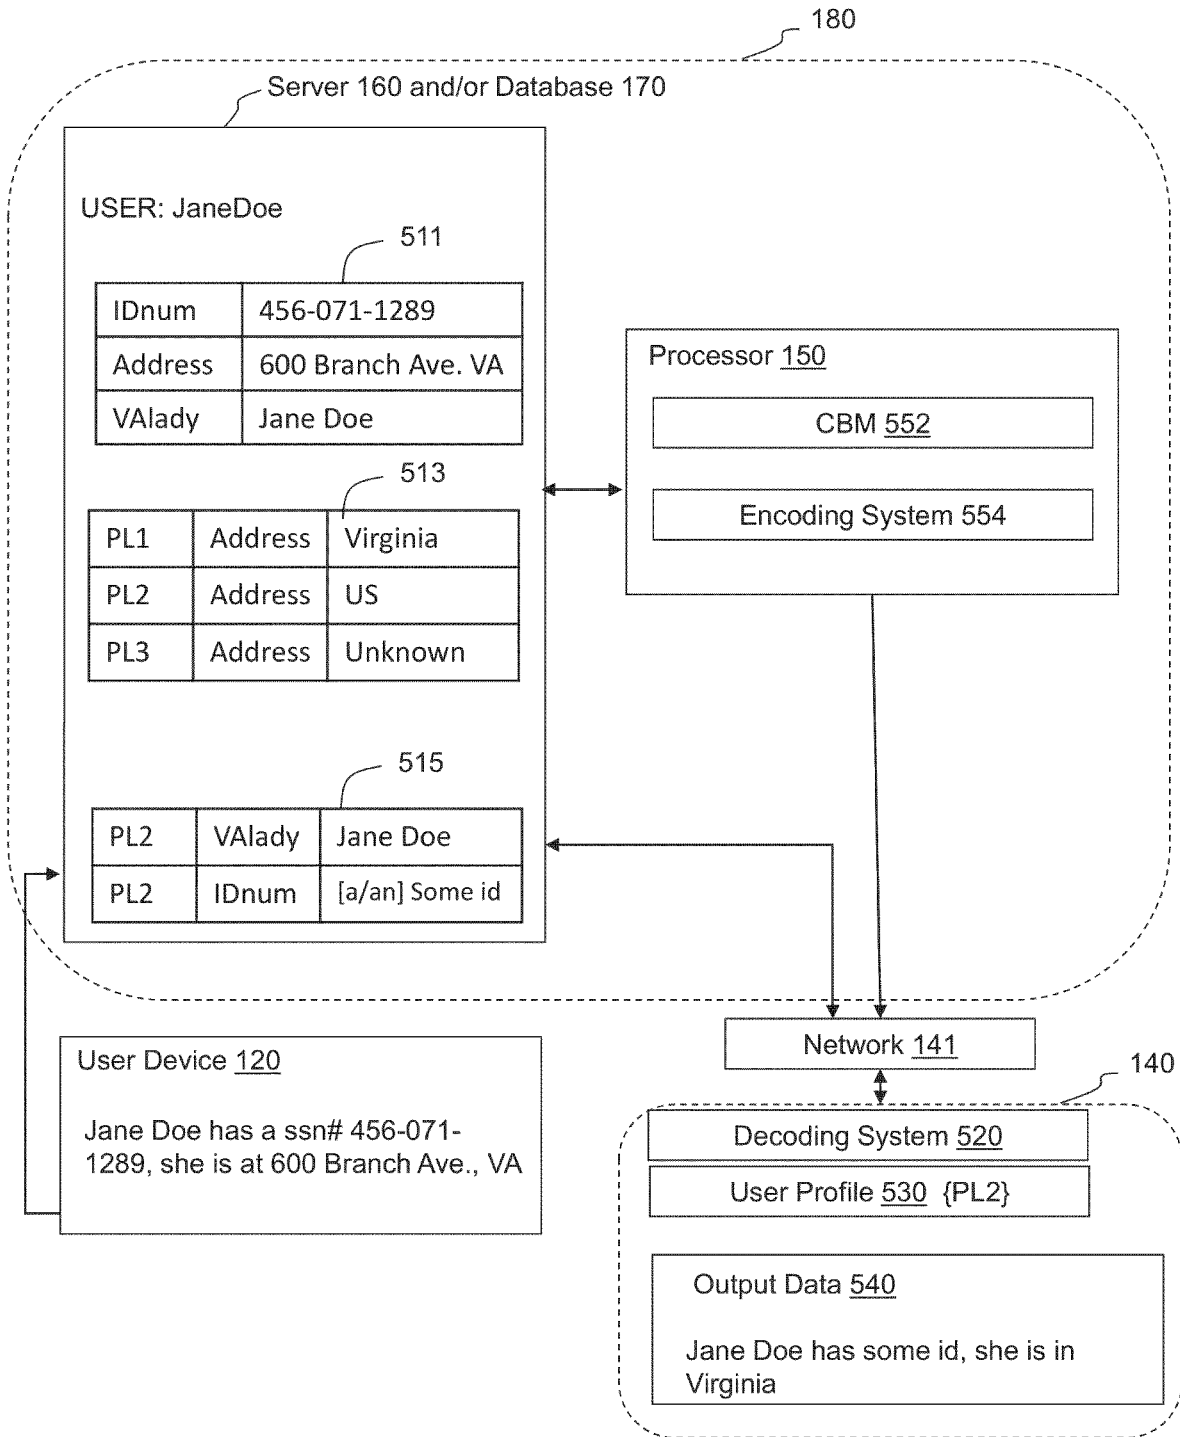 180
Server 160 and/or Database 170
USER: JaneDoe
511
IDnum 456-071-1289
Address 600 Branch Ave. VA
VAlady Jane Doe
513
PL1 Address Virginia
PL2 Address US
PL3 Address Unknown
515
PL2 VAlady Jane Doe
PL2 IDnum [a/an] Some id
Processor 150
CBM 552
Encoding System 554
User Device 120
Jane Doe has a ssn# 456-071-
1289, she is at 600 Branch Ave., VA
Network 141
140
Decoding System 520
User Profile 530 {PL2}
Output Data 540
Jane Doe has some id, she is in
Virginia